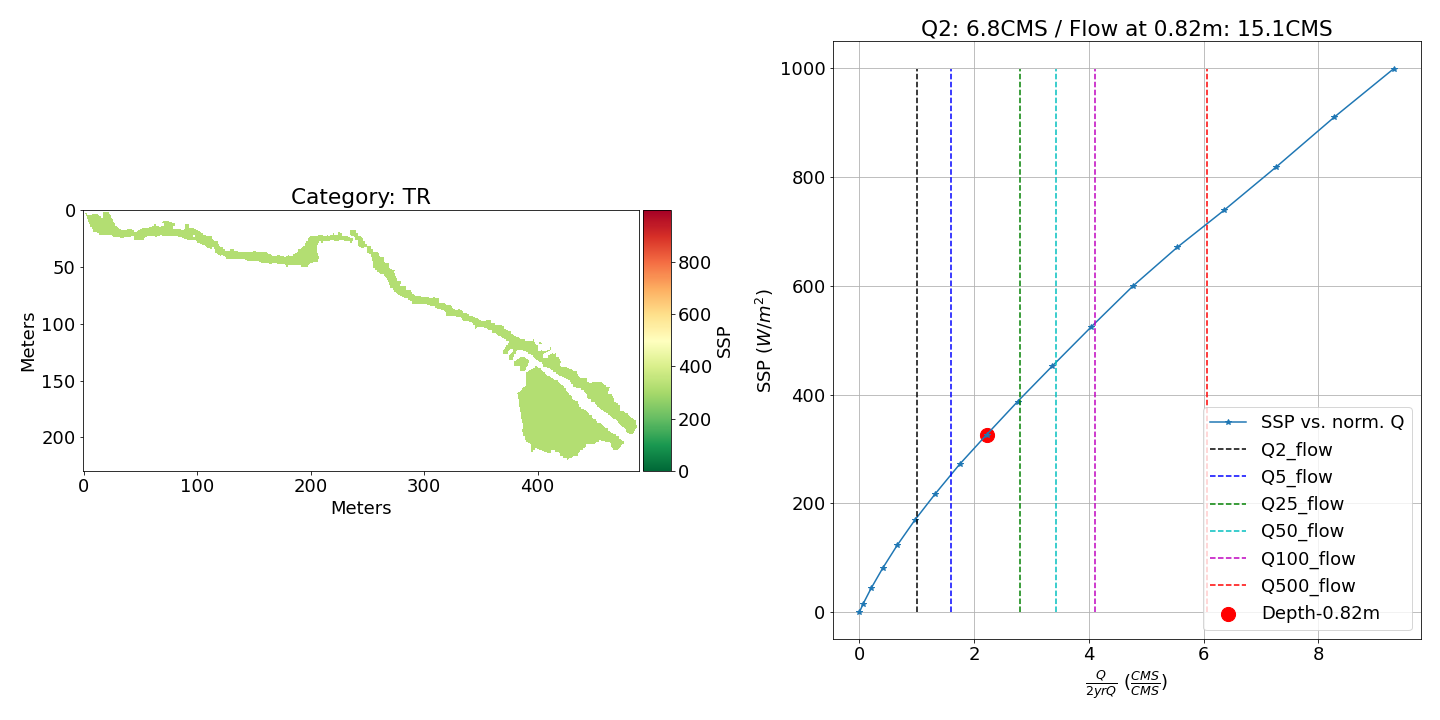 Category: TR
0
50
100
150
200
Meters
0
100
200
300
400
Meters
800
600
400
200
0
SSP
Q2: 6.8CMS / Flow at 0.82m: 15.1CMS
1000
800
600
400
200
0
SSP (W/m²)
0
2
4
6
8
Q/2yrQ (CMS/CMS)
SSP vs. norm. Q
Q2_flow
Q5_flow
Q25_flow
Q50_flow
Q100_flow
Q500_flow
Depth-0.82m